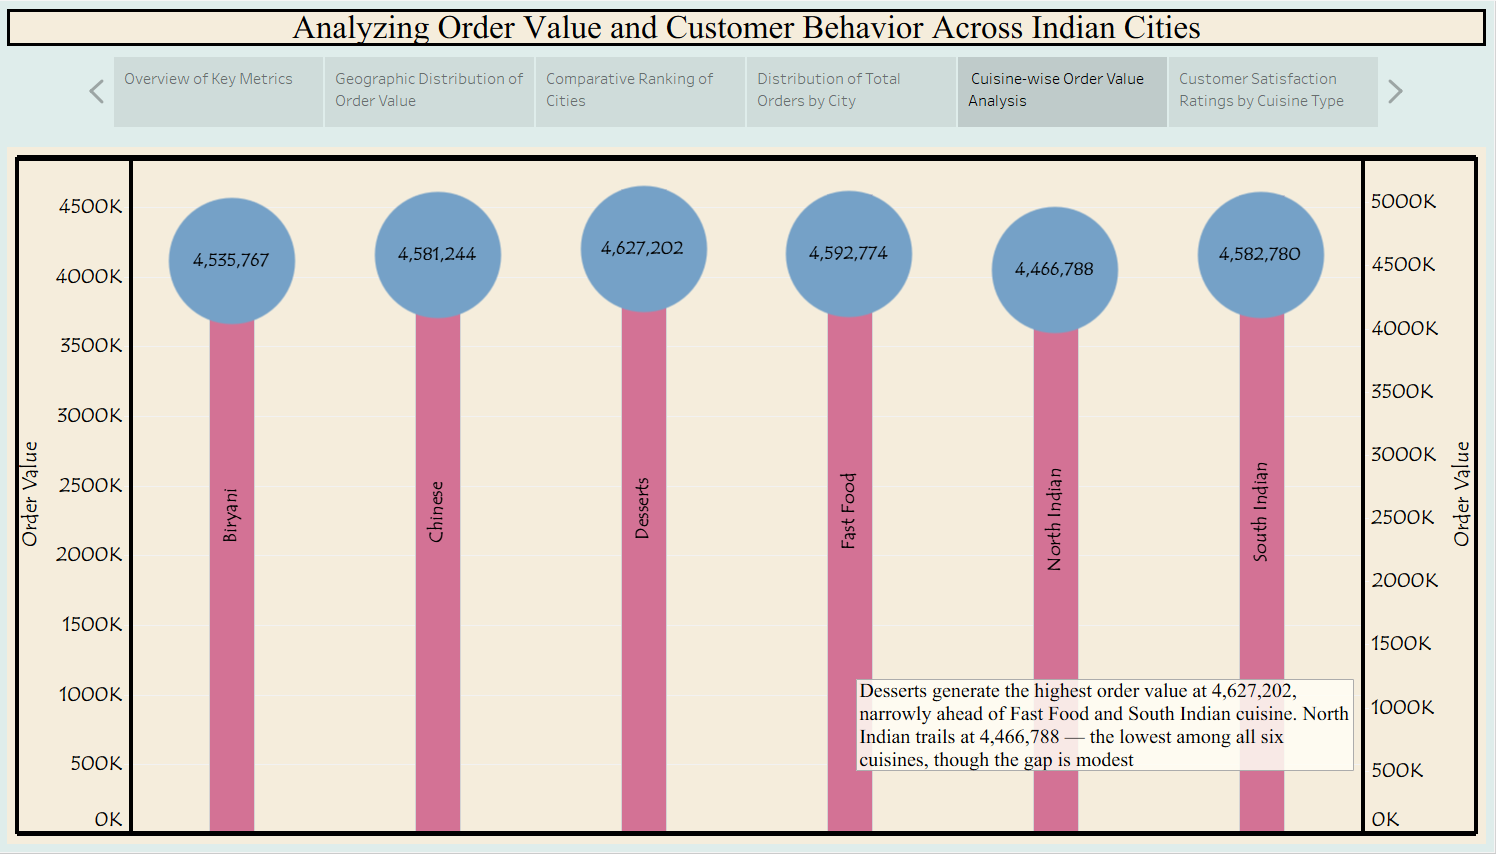 Analyzing Order Value and Customer Behavior Across Indian Cities
Overview of Key Metrics
Geographic Distribution of
Order Value
Comparative Ranking of
Cities
Distribution of Total
Orders by City
Cuisine-wise Order Value
Analysis
Customer Satisfaction
Ratings by Cuisine Type
Order Value
4500K
4000K
3500K
3000K
2500K
2000K
1500K
1000K
500K
0K
4,535,767
4,581,244
4,627,202
4,592,774
4,466,788
4,582,780
Biryani
Chinese
Desserts
Fast Food
North Indian
South Indian
Desserts generate the highest order value at 4,627,202,
narrowly ahead of Fast Food and South Indian cuisine. North
Indian trails at 4,466,788 — the lowest among all six
cuisines, though the gap is modest
5000K
4500K
4000K
3500K
3000K
2500K
2000K
1500K
1000K
500K
0K
Order Value